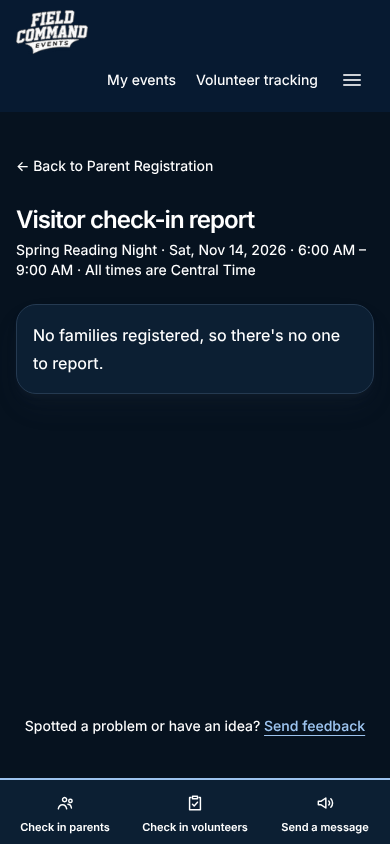 FIELD
COMMAND
EVENTS
My events
Volunteer tracking
← Back to Parent Registration
Visitor check-in report
Spring Reading Night · Sat, Nov 14, 2026 · 6:00 AM –
9:00 AM · All times are Central Time
No families registered, so there's no one
to report.
Spotted a problem or have an idea? Send feedback
Check in parents
Check in volunteers
Send a message